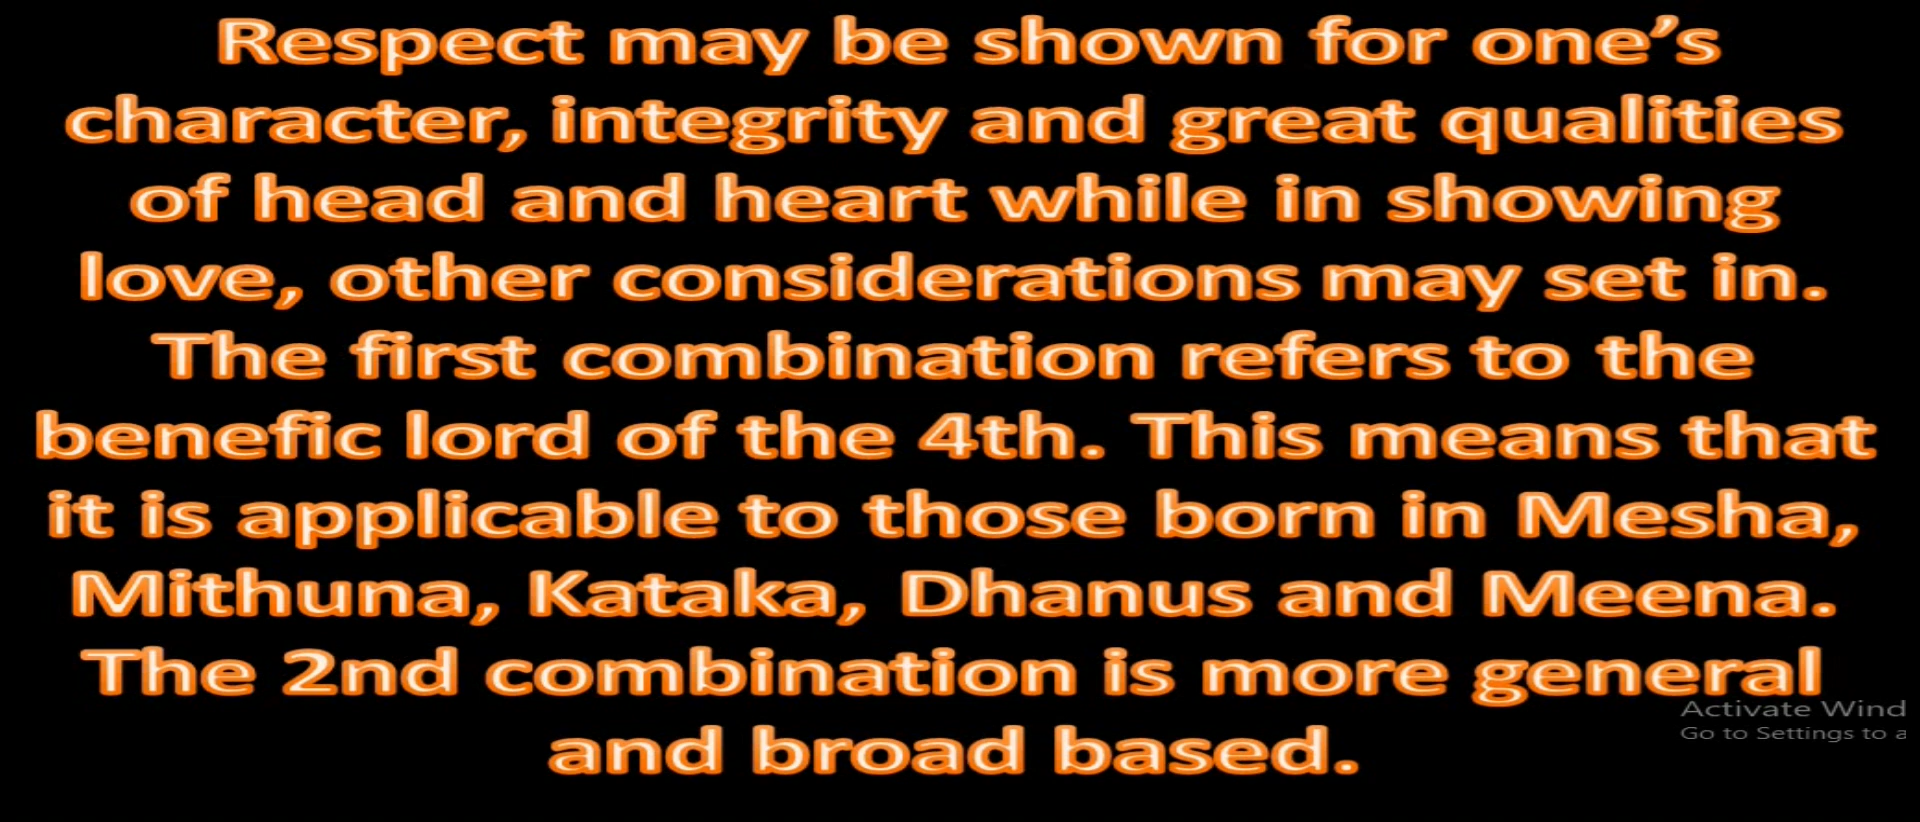 Respect may be shown for one’s
character, integrity and great qualities
of head and heart while in showing
love, other considerations may set in.
The first combination refers to the
benefic lord of the 4th. This means that
it is applicable to those born in Mesha,
Mithuna, Kataka, Dhanus and Meena.
The 2nd combination is more general
and broad based.
Activate Wind
Go to Settings to a